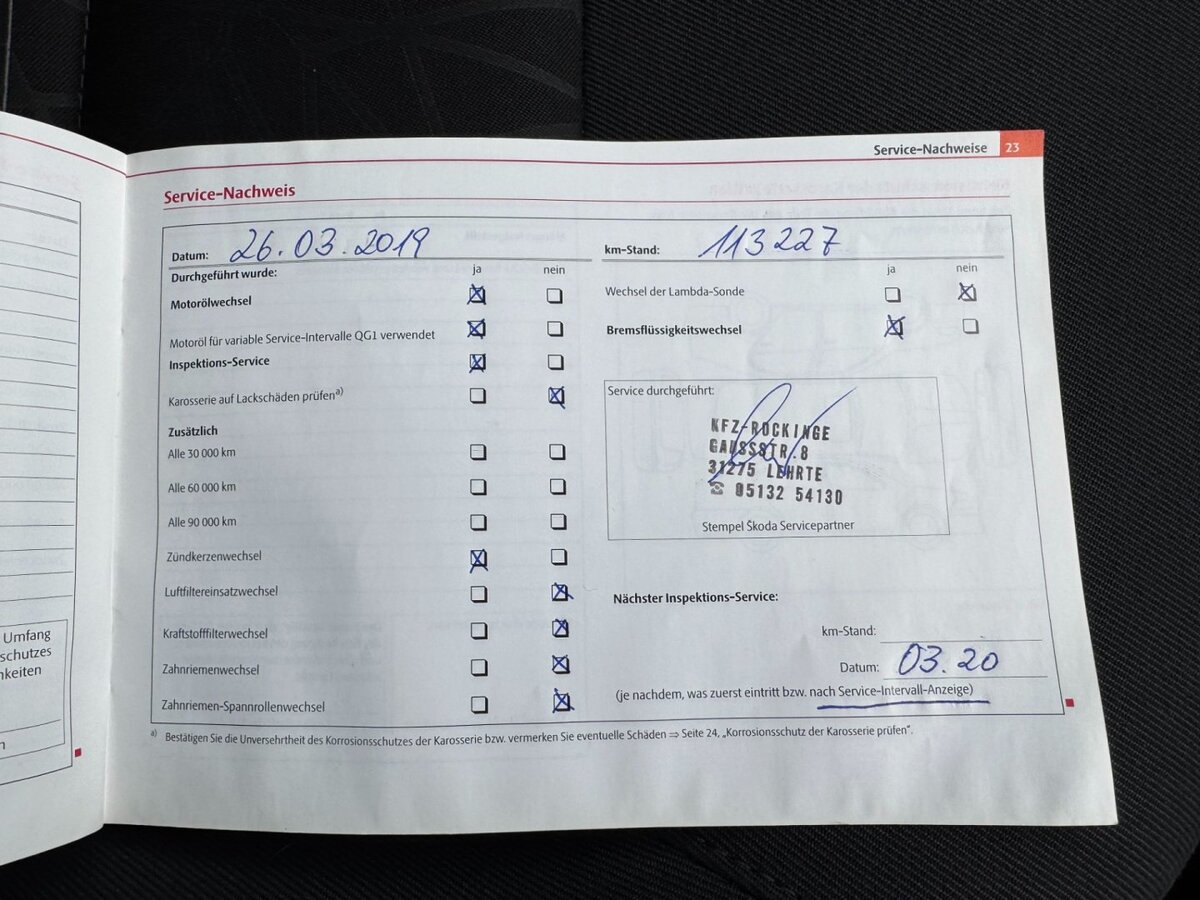 Service-Nachweise 23
Service-Nachweis
Datum: 26.03.2019
Durchgeführt wurde:
ja nein
Motorölwechsel
Motoröl für variable Service-Intervalle QG1 verwendet
Inspektions-Service
Karosserie auf Lackschäden prüfen a)
Zusätzlich
Alle 30 000 km
Alle 60 000 km
Alle 90 000 km
Zündkerzenwechsel
Luftfiltereinsatzwechsel
Kraftstofffilterwechsel
Zahnriemenwechsel
Zahnriemen-Spannrollenwechsel
km-Stand: 113227
ja nein
Wechsel der Lambda-Sonde
Bremsflüssigkeitswechsel
Service durchgeführt:
KFZ-ROCKINGE
GAUSSSTR. 8
31275 LEHRTE
☎ 05132 54130
Stempel Škoda Servicepartner
Nächster Inspektions-Service:
km-Stand:
Datum: 03.20
(je nachdem, was zuerst eintritt bzw. nach Service-Intervall-Anzeige)
a) Bestätigen Sie die Unversehrtheit des Korrosionsschutzes der Karosserie bzw. vermerken Sie eventuelle Schäden ⇒ Seite 24, „Korrosionsschutz der Karosserie prüfen“.
Umfang
schutzes
keiten